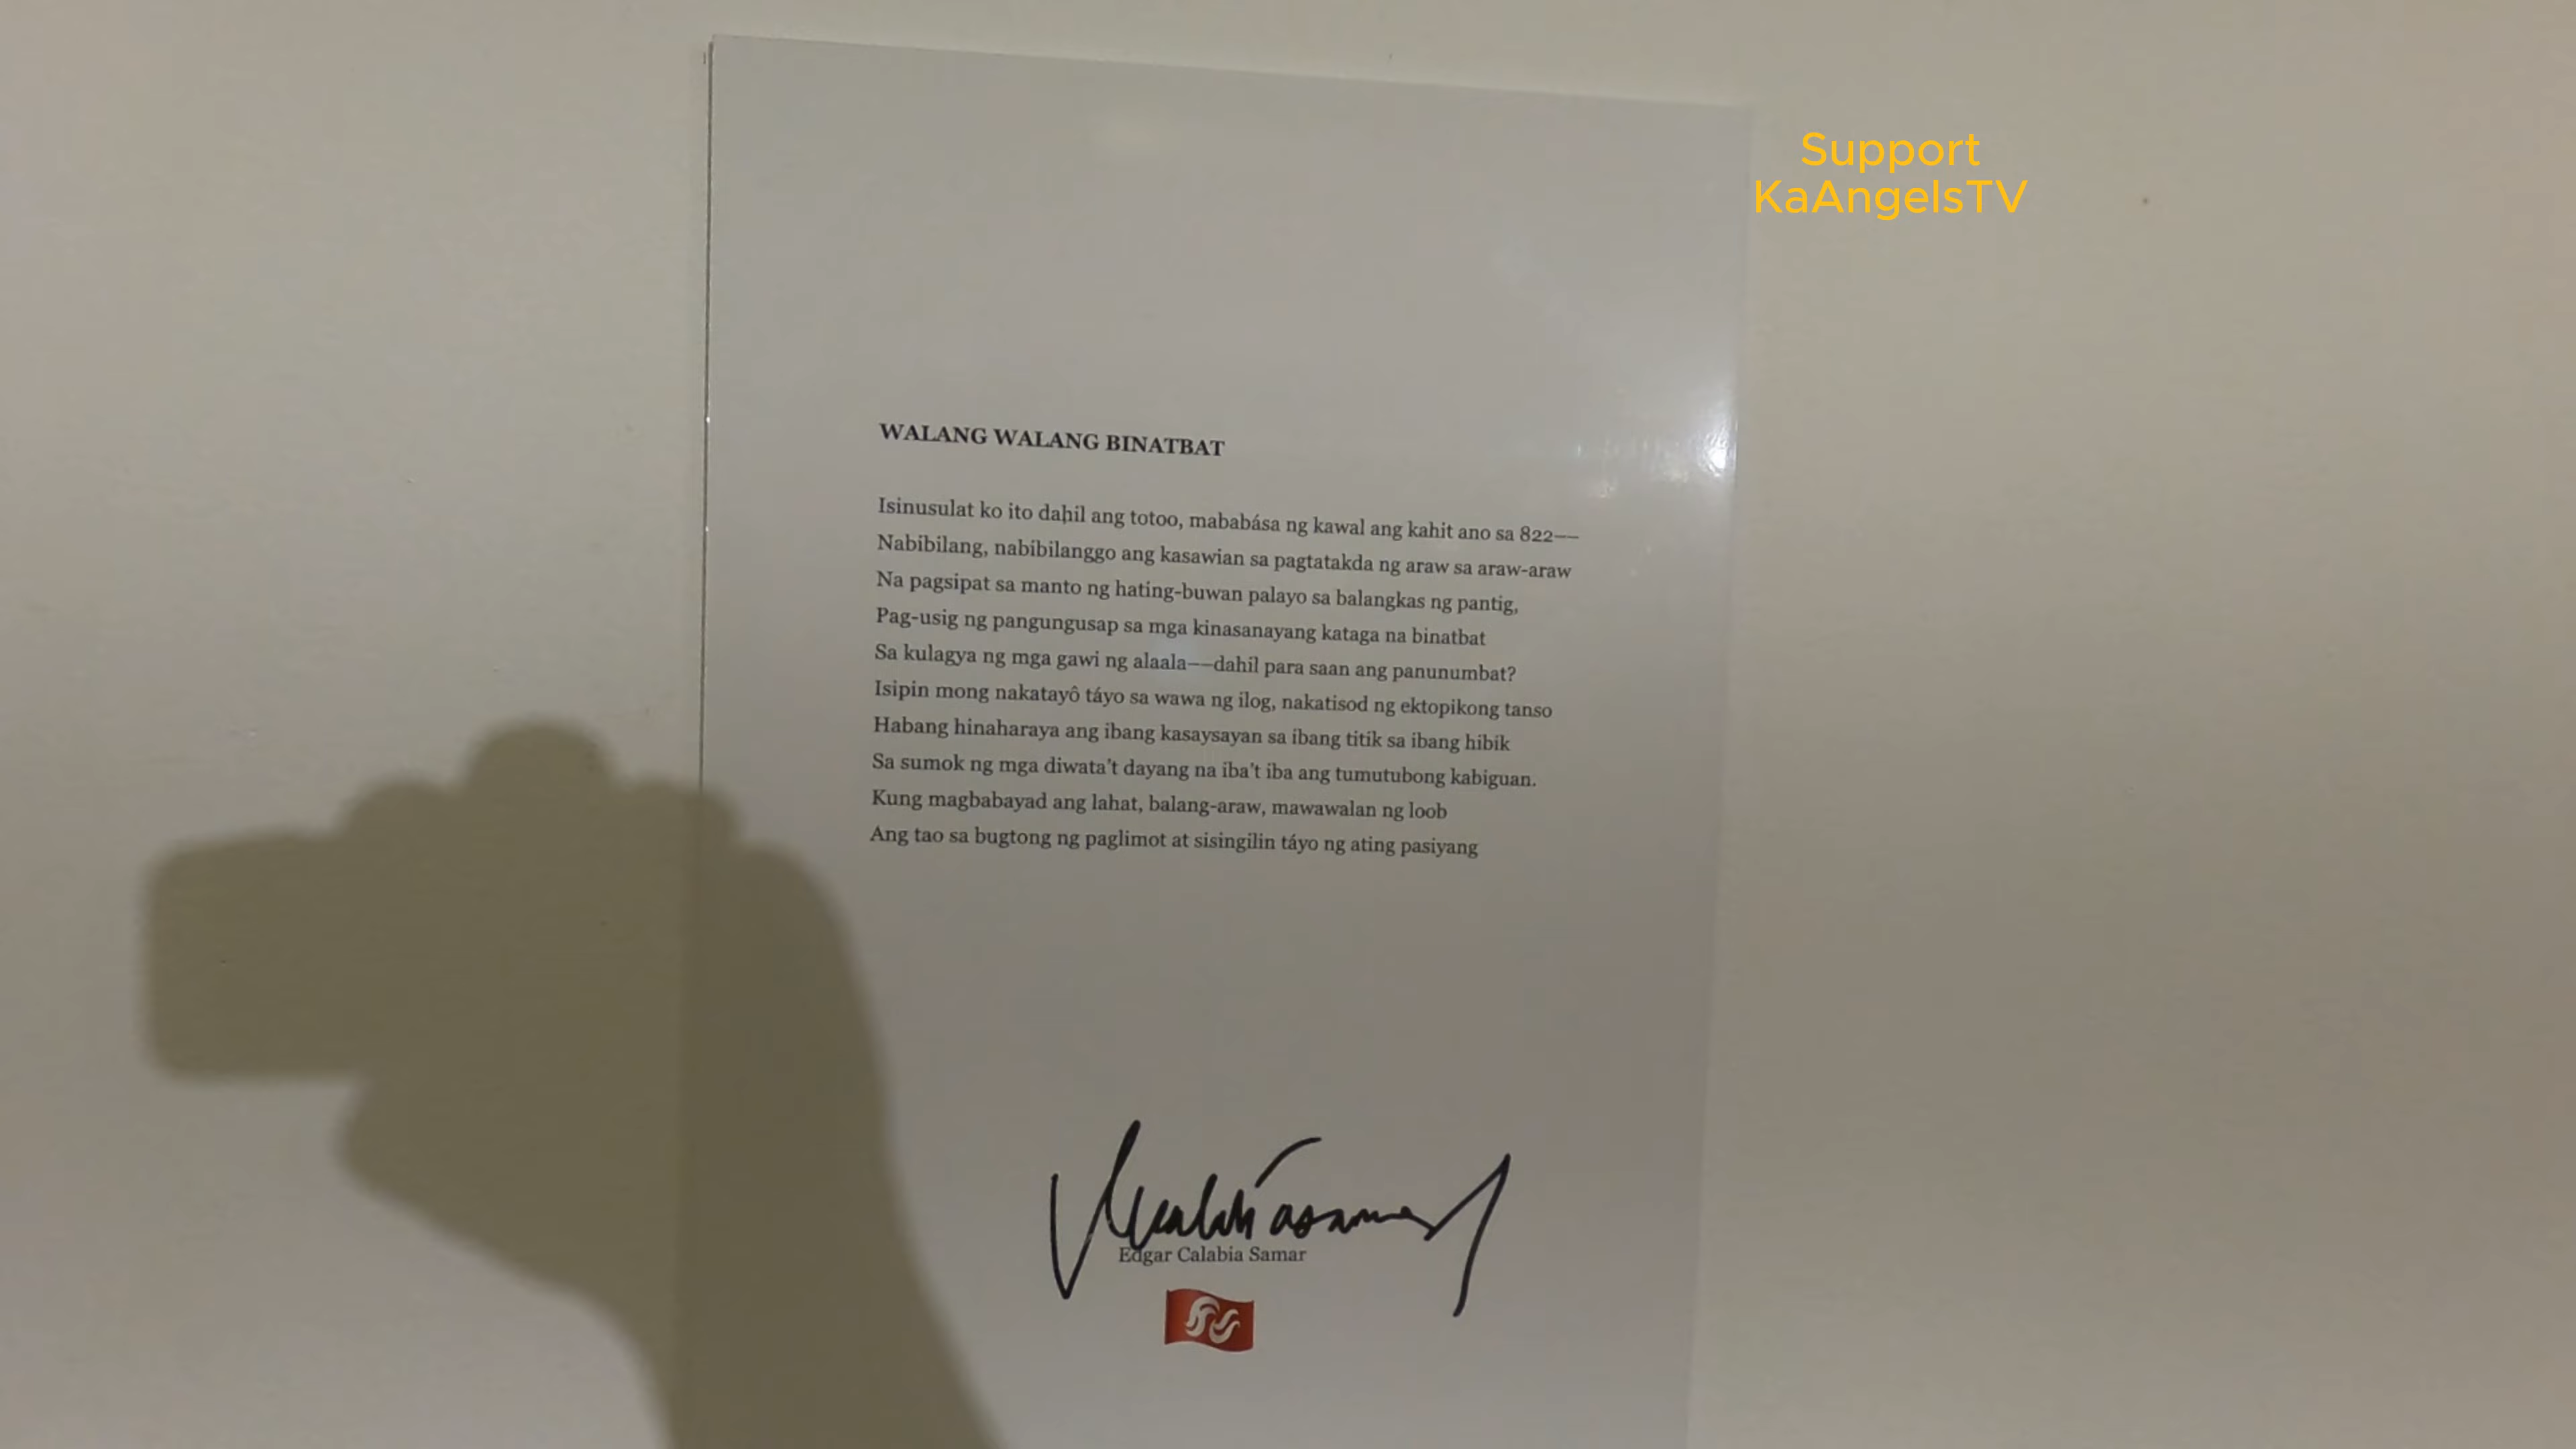 Support
KaAngelsTV
WALANG WALANG BINATBAT
Isinusulat ko ito dahil ang totoo, mababása ng kawal ang kahit ano sa 822—
Nabibilang, nabibilanggo ang kasawian sa pagtatakda ng araw sa araw-araw
Na pagsipat sa manto ng hating-buwan palayo sa balangkas ng pantig,
Pag-usig ng pangungusap sa mga kinasanayang kataga na binatbat
Sa kulagya ng mga gawi ng alaala—dahil para saan ang panunumbat?
Isipin mong nakatayô táyo sa wawa ng ilog, nakatisod ng ektopikong tanso
Habang hinaharaya ang ibang kasaysayan sa ibang titik sa ibang hibik
Sa sumok ng mga diwata't dayang na iba't iba ang tumutubong kabiguan.
Kung magbabayad ang lahat, balang-araw, mawawalan ng loob
Ang tao sa bugtong ng paglimot at sisingilin táyo ng ating pasiyang
Edgar Calabia Samar